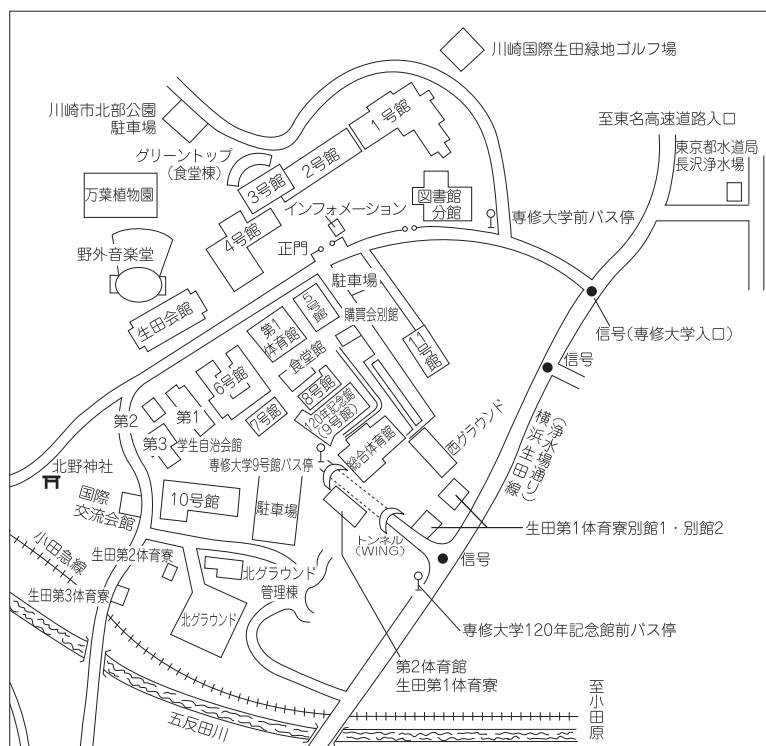 川崎国際生田緑地ゴルフ場
川崎市北部公園
駐車場
1号館
至東名高速道路入口
グリーントップ
(食堂棟)
2号館
東京都水道局
長沢浄水場
3号館
万葉植物園
図書館
分館
インフォメーション
専修大学前バス停
4号館
正門
野外音楽堂
駐車場
5号館
購買会別館
生田会館
第1
体育館
信号(専修大学入口)
11号館
食堂館
信号
6号館
8号館
120年記念館
(9号館)
7号館
第2
第1
第3
学生自治会館
西グラウンド
(浄水場通り)
横浜生田線
総合体育館
専修大学9号館バス停
北野神社
国際
交流会館
10号館
駐車場
生田第1体育寮別館1・別館2
トンネル
(WING)
小田急線
生田第2体育寮
信号
北グラウンド
管理棟
生田第3体育寮
北グラウンド
専修大学120年記念館前バス停
第2体育館
生田第1体育寮
五反田川
至小田原